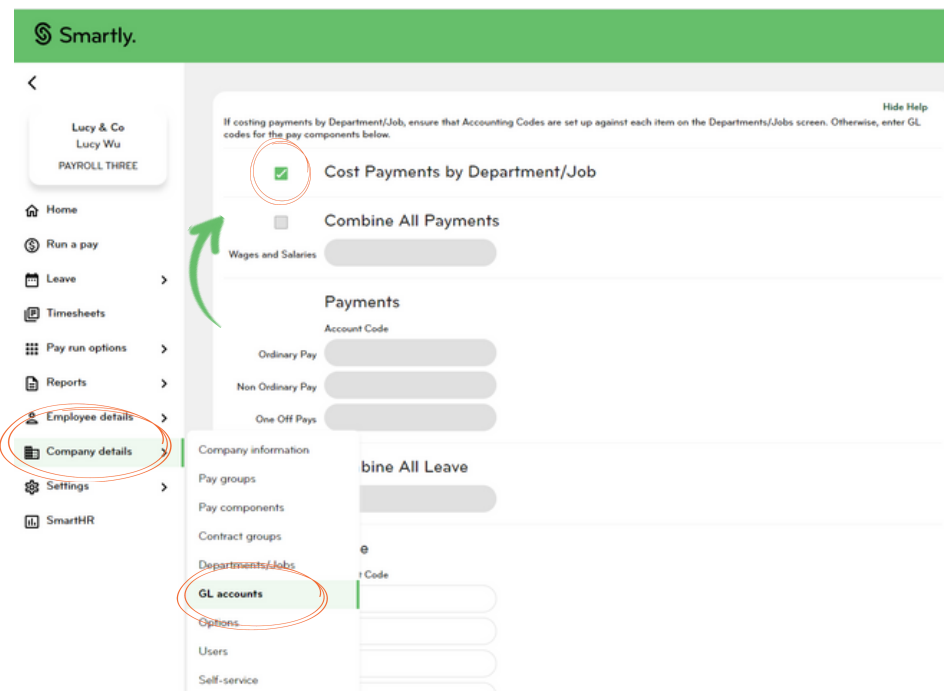 Smartly.
Lucy & Co
Lucy Wu
PAYROLL THREE
Home
Run a pay
Leave
Timesheets
Pay run options
Reports
Employee details
Company details
Settings
SmartHR
Hide Help
If costing payments by Department/Job, ensure that Accounting Codes are set up against each item on the Departments/Jobs screen. Otherwise, enter GL
codes for the pay components below.
Cost Payments by Department/Job
Combine All Payments
Wages and Salaries
Payments
Account Code
Ordinary Pay
Non Ordinary Pay
One Off Pays
bine All Leave
e
t Code
Company information
Pay groups
Pay components
Contract groups
Departments/Jobs
GL accounts
Options
Users
Self-service